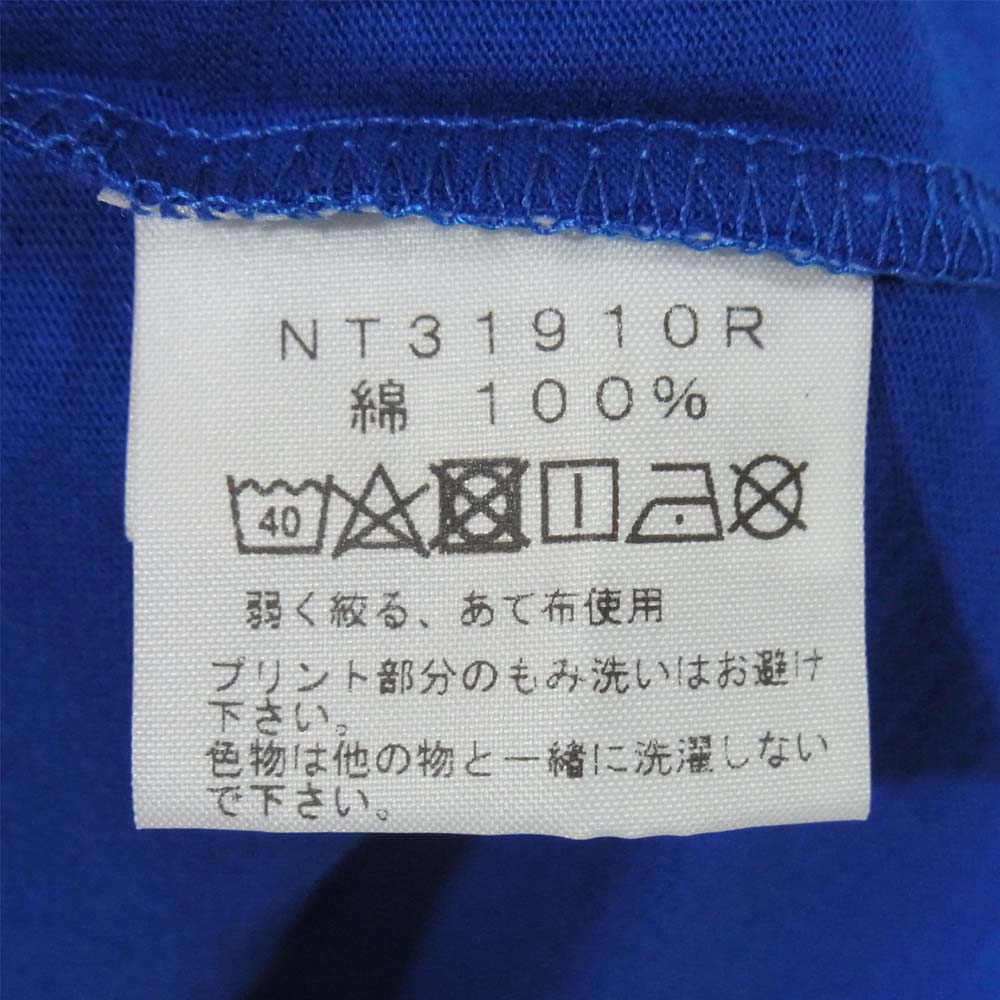 NT31910R
綿 100%
40
弱く絞る、あて布使用
プリント部分のもみ洗いはお避け
下さい。
色物は他の物と一緒に洗濯しない
で下さい。